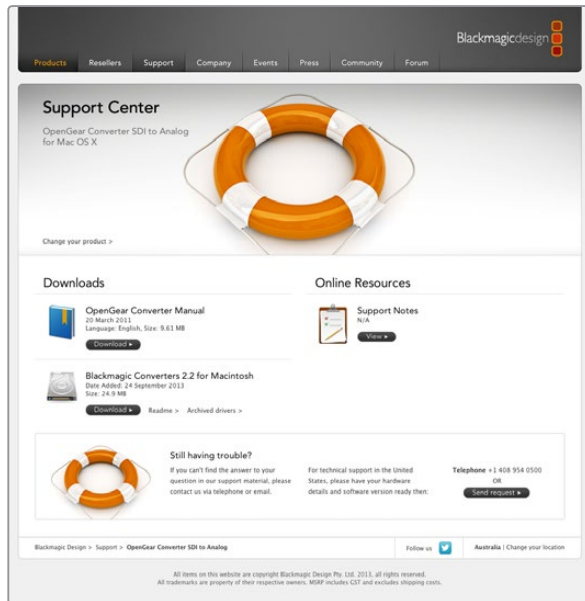 Blackmagicdesign
Products Resellers Support Company Events Press Community Forum
Support Center
OpenGear Converter SDI to Analog
for Mac OS X
Change your product >
Downloads
OpenGear Converter Manual
20 March 2011
Language: English, Size: 9.61 MB
Download
Blackmagic Converters 2.2 for Macintosh
Date Added: 24 September 2013
Size: 24.9 MB
Download Readme > Archived drivers >
Online Resources
Support Notes
N/A
View
Still having trouble?
If you can't find the answer to your
question in our support material, please
contact us via telephone or email.
For technical support in the United
States, please have your hardware
details and software version ready then:
Telephone +1 408 954 0500
OR
Send request
Blackmagic Design > Support > OpenGear Converter SDI to Analog
Follow us
Australia | Change your location
All items on this website are copyright Blackmagic Design Pty. Ltd. 2013, all rights reserved.
All trademarks are property of their respective owners. MSRP includes GST and excludes shipping costs.